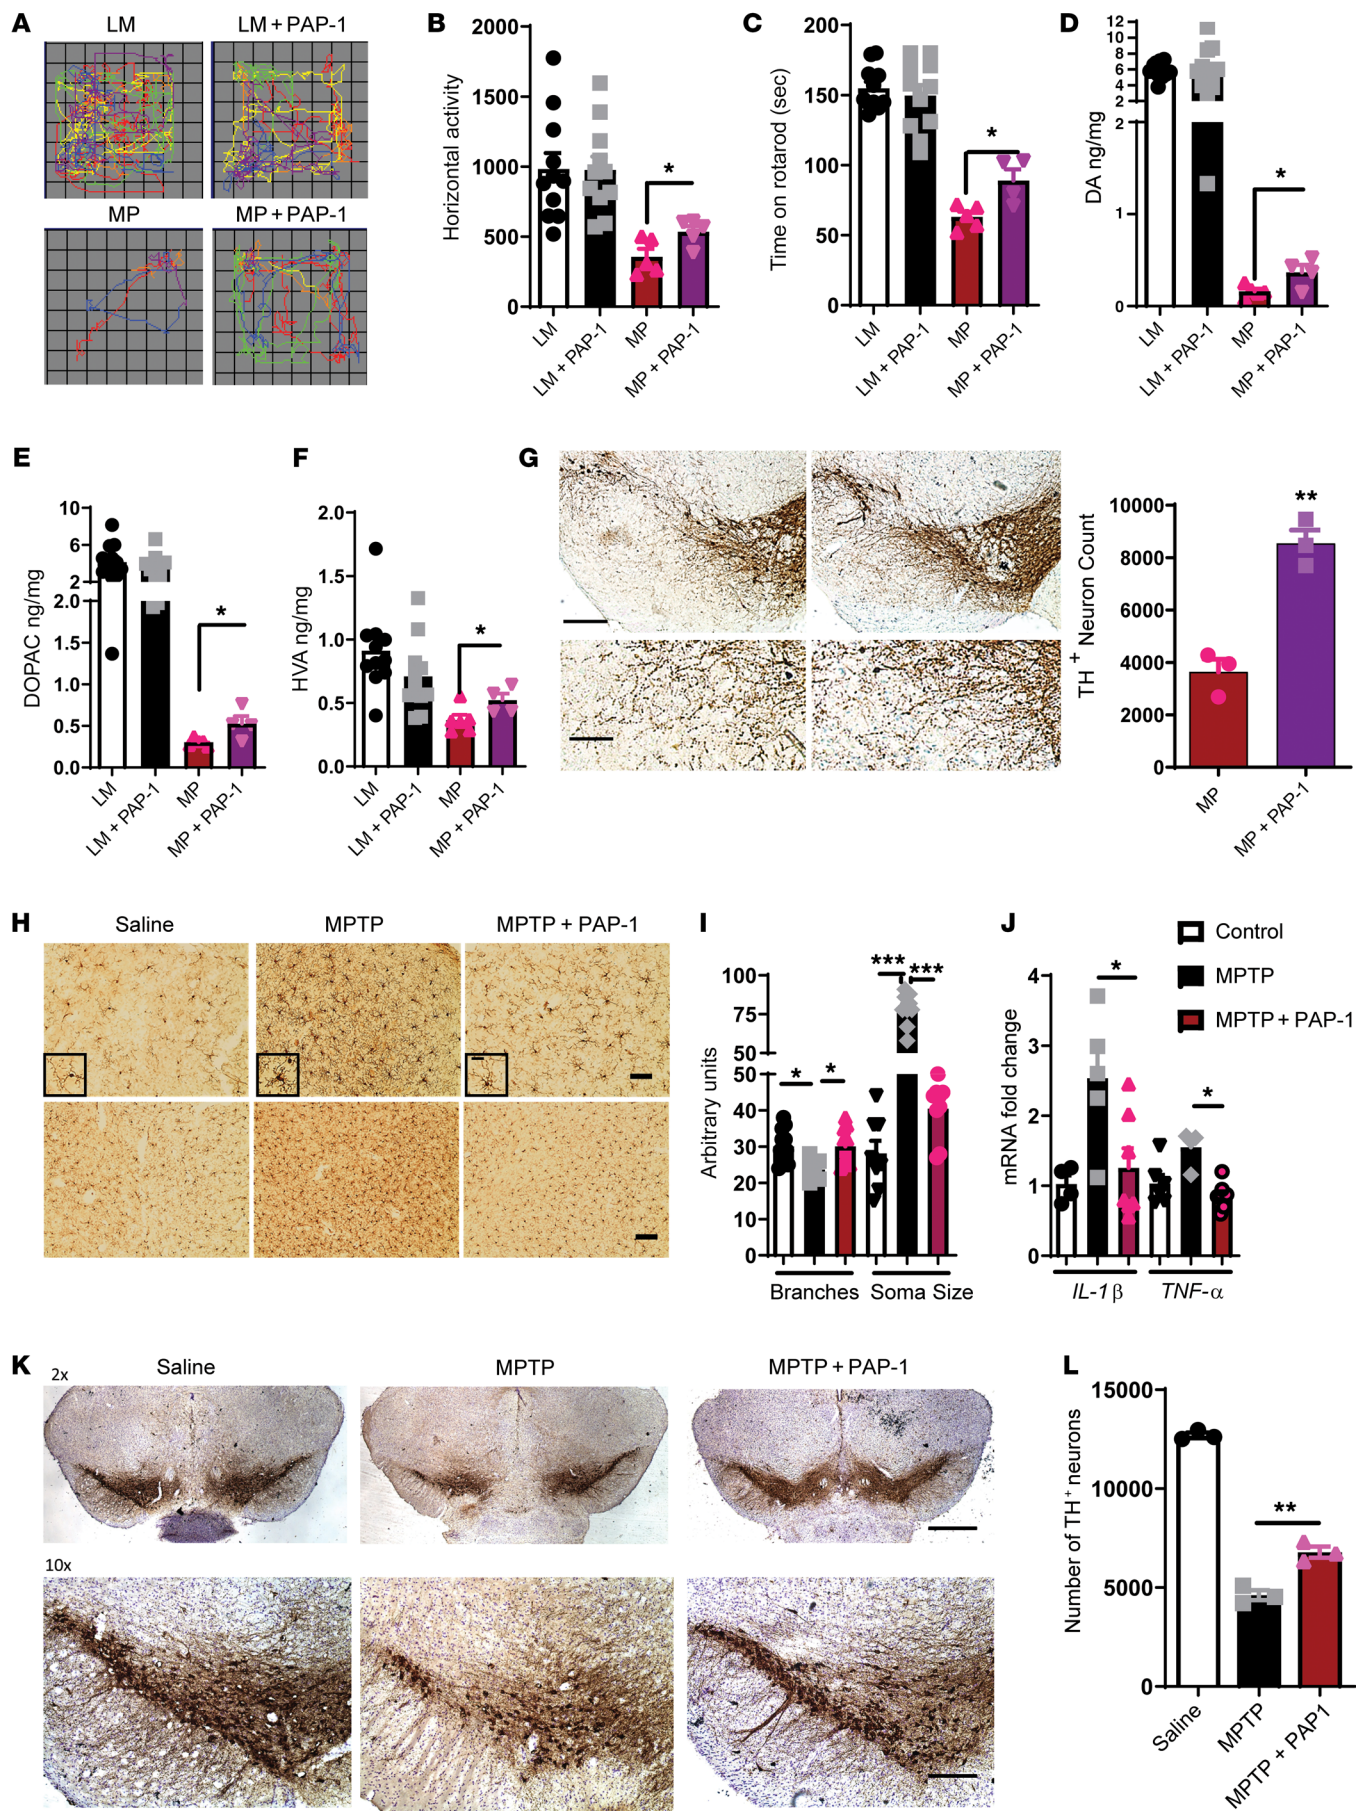 A
LM
LM + PAP-1
MP
MP + PAP-1
B
Horizontal activity
2000
1500
1000
500
0
LM
LM + PAP-1
MP
MP + PAP-1
*
C
Time on rotarod (sec)
200
150
100
50
0
LM
LM + PAP-1
MP
MP + PAP-1
*
D
DA ng/mg
12
10
8
6
4
2
2
1
0
LM
LM + PAP-1
MP
MP + PAP-1
*
E
DOPAC ng/mg
10
6
2
2.0
1.5
1.0
0.5
0.0
LM
LM + PAP-1
MP
MP + PAP-1
*
F
HVA ng/mg
2.0
1.5
1.0
0.5
0.0
LM
LM + PAP-1
MP
MP + PAP-1
*
G
TH+ Neuron Count
10000
8000
6000
4000
2000
0
MP
MP + PAP-1
**
H
Saline
MPTP
MPTP + PAP-1
I
Arbitrary units
100
75
50
50
40
30
20
10
0
*
*
***
***
Branches
Soma Size
J
Control
MPTP
MPTP + PAP-1
mRNA fold change
4
3
2
1
0
*
*
IL-1β
TNF-α
K
2x
Saline
MPTP
MPTP + PAP-1
10x
L
Number of TH+ neurons
15000
10000
5000
0
**
Saline
MPTP
MPTP + PAP1